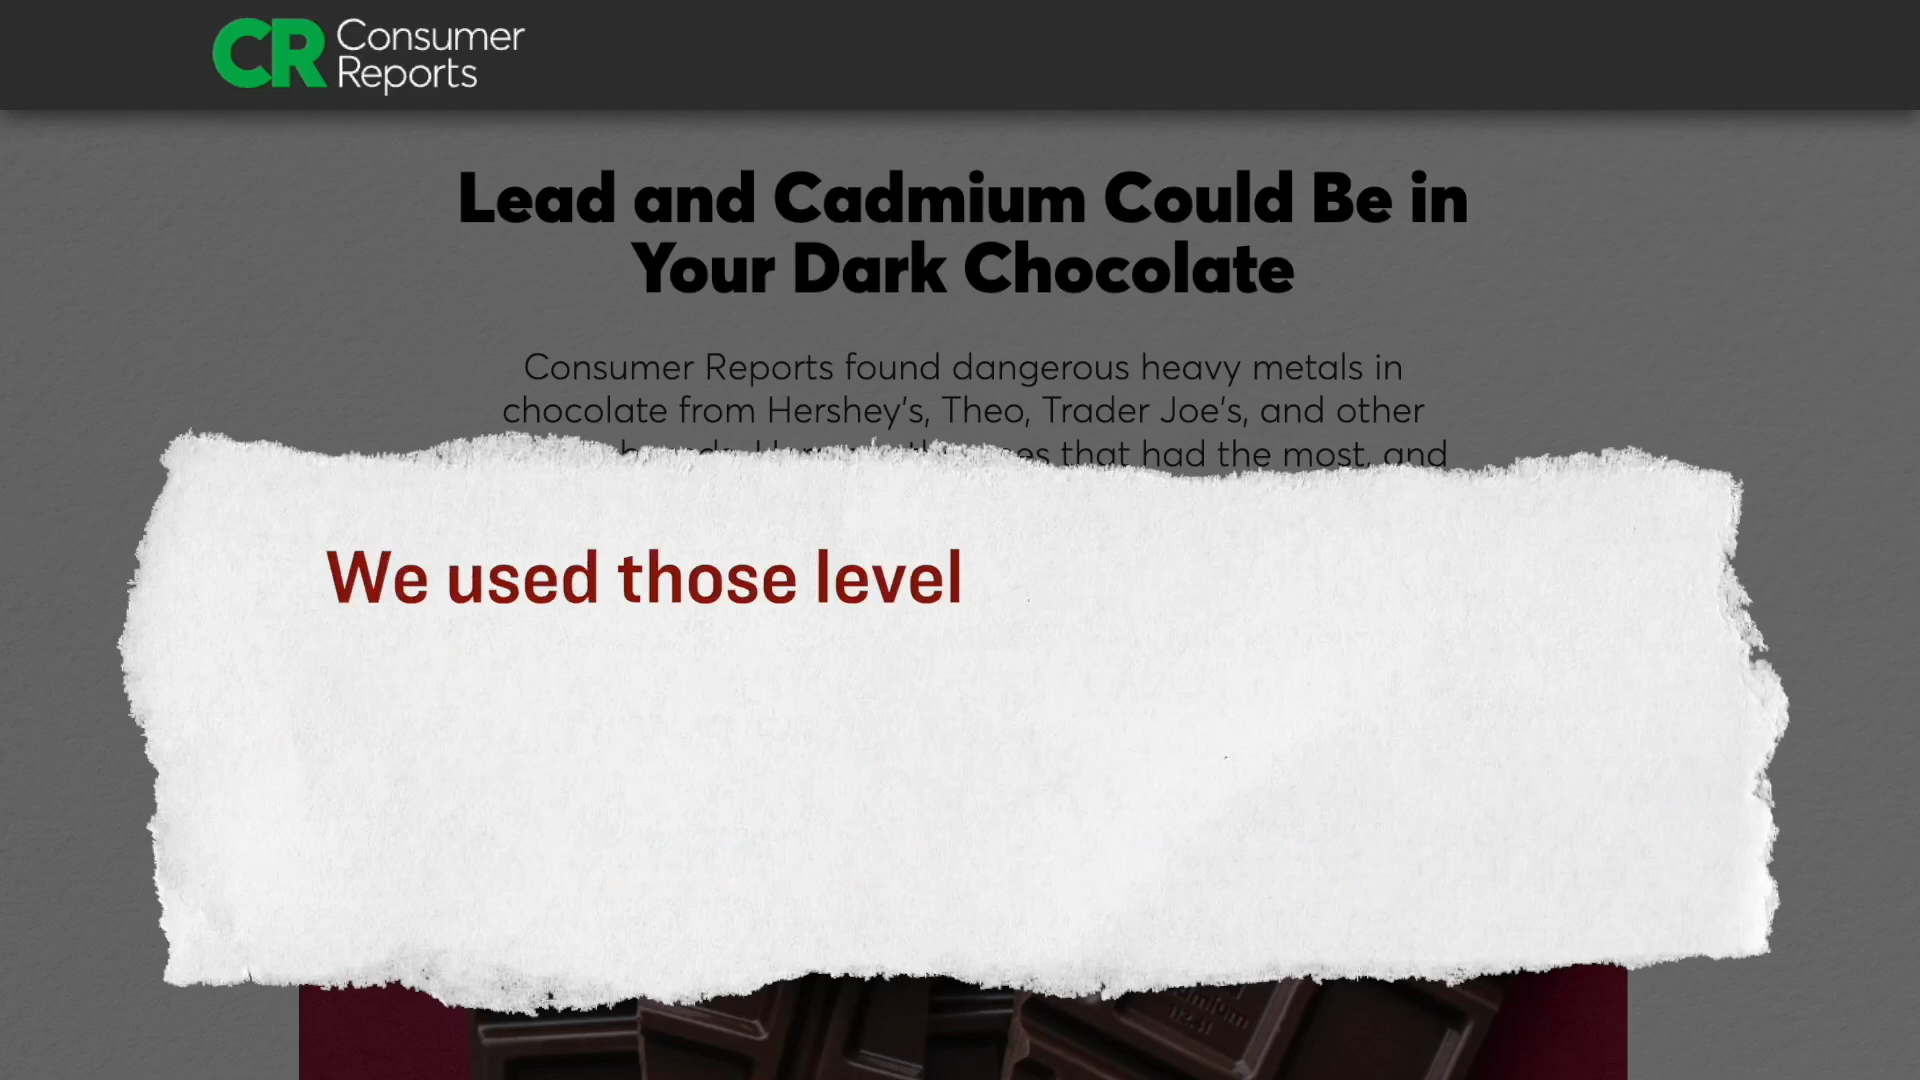 CR Consumer
Reports
Lead and Cadmium Could Be in
Your Dark Chocolate
Consumer Reports found dangerous heavy metals in
chocolate from Hershey's, Theo, Trader Joe's, and other
that had the most, and
We used those level